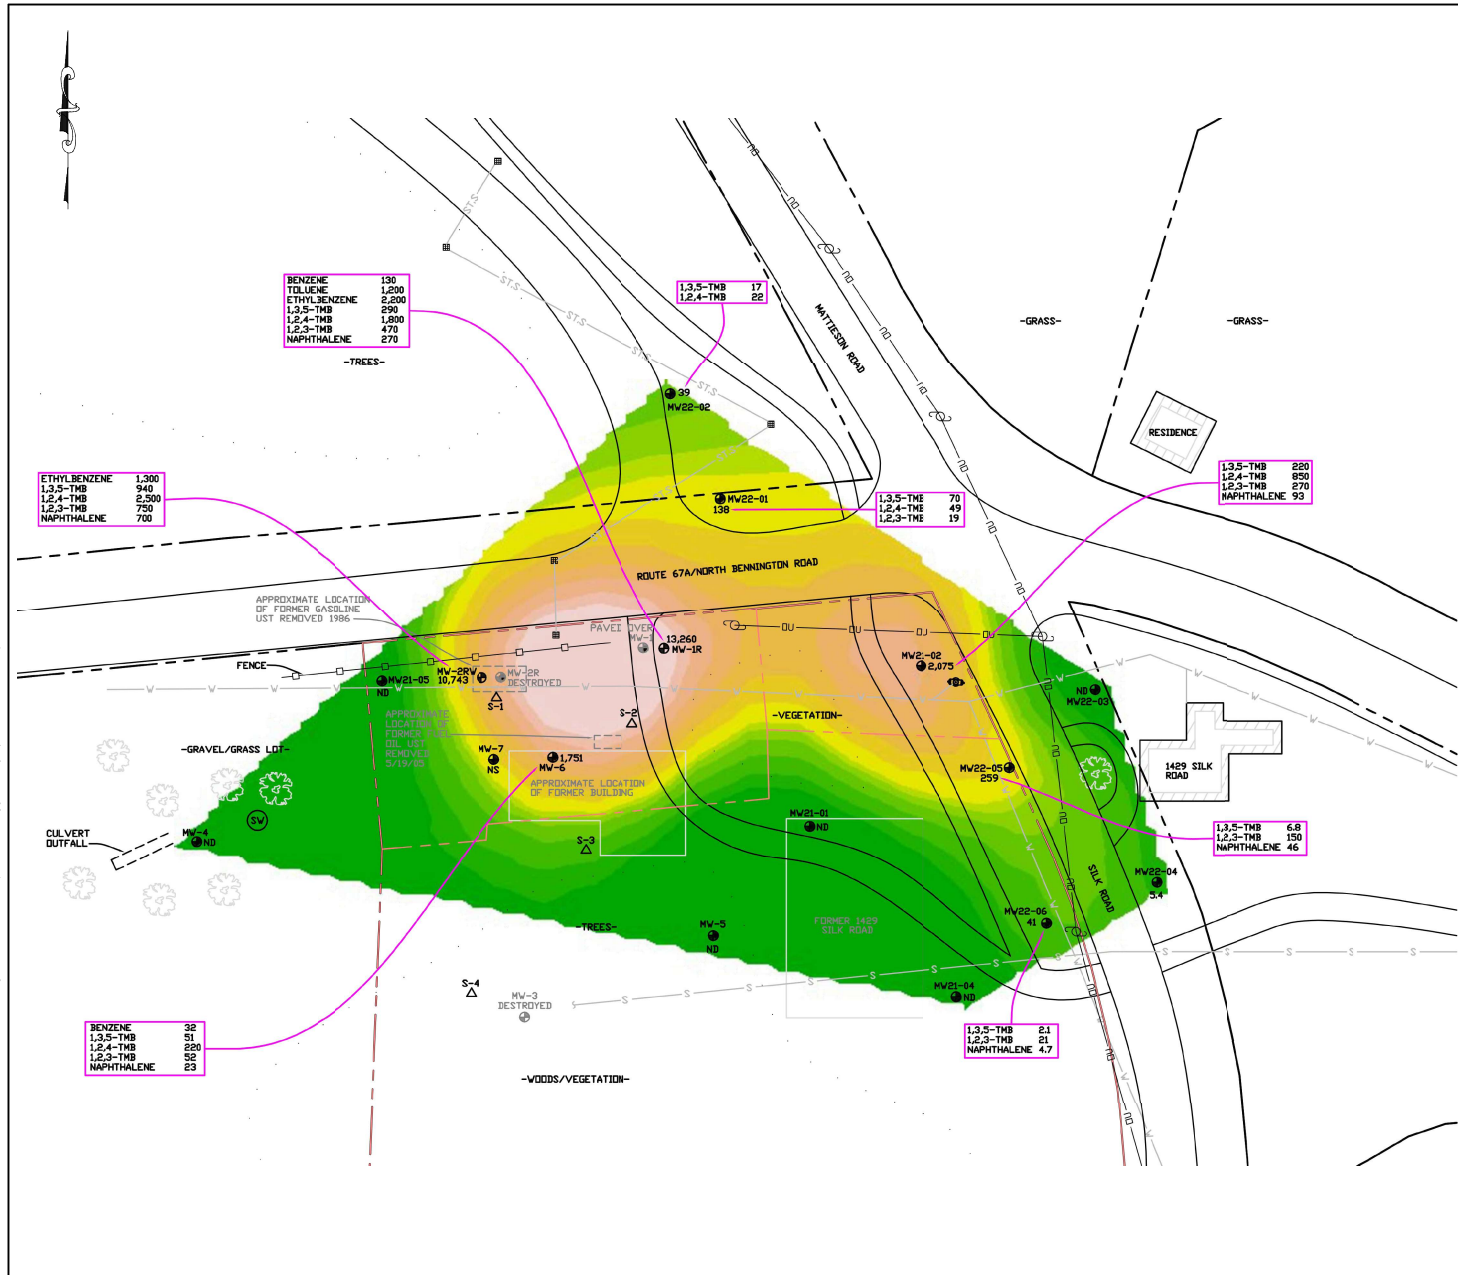 BENZENE 130
TOLUENE 1,200
ETHYLBENZENE 2,200
1,3,5-TMB 290
1,2,4-TMB 1,800
1,2,3-TMB 470
NAPHTHALENE 270
-TREES-
1,3,5-TMB 17
1,2,4-TMB 22
39
MW22-02
ST.S
ST.S
ST.S
ST.S
ST.S
ST.S
MATTIESON ROAD
-GRASS-
-GRASS-
RESIDENCE
ETHYLBENZENE 1,300
1,3,5-TMB 940
1,2,4-TMB 2,500
1,2,3-TMB 750
NAPHTHALENE 700
MW22-01
138
1,3,5-TMB 70
1,2,4-TMB 49
1,2,3-TMB 19
1,3,5-TMB 220
1,2,4-TMB 850
1,2,3-TMB 270
NAPHTHALENE 93
ROUTE 67A/NORTH BENNINGTON ROAD
APPROXIMATE LOCATION
OF FORMER GASOLINE
UST REMOVED 1986
PAVED OVER
MW-1
13,260
MW-1R
FENCE
MW21-05
ND
MW-2RW
10,743
MW-2R
DESTROYED
S-1
S-2
MW21-02
2,075
ND
MW22-03
-VEGETATION-
APPROXIMATE
LOCATION OF
FORMER FUEL
OIL UST
REMOVED
5/19/05
-GRAVEL/GRASS LOT-
MW-7
NS
1,751
MW-6
APPROXIMATE LOCATION
OF FORMER BUILDING
MW22-05
259
1429 SILK
ROAD
SW
CULVERT
OUTFALL
MW-4
ND
MW21-01
ND
S-3
1,3,5-TMB 6.8
1,2,3-TMB 150
NAPHTHALENE 46
SILK ROAD
MW22-04
5.4
MW22-06
41
FORMER 1429
SILK ROAD
-TREES-
MW-5
ND
S-4
MW-3
DESTROYED
MW21-04
ND
BENZENE 32
1,3,5-TMB 51
1,2,4-TMB 220
1,2,3-TMB 52
NAPHTHALENE 23
1,3,5-TMB 2.1
1,2,3-TMB 21
NAPHTHALENE 4.7
-WOODS/VEGETATION-